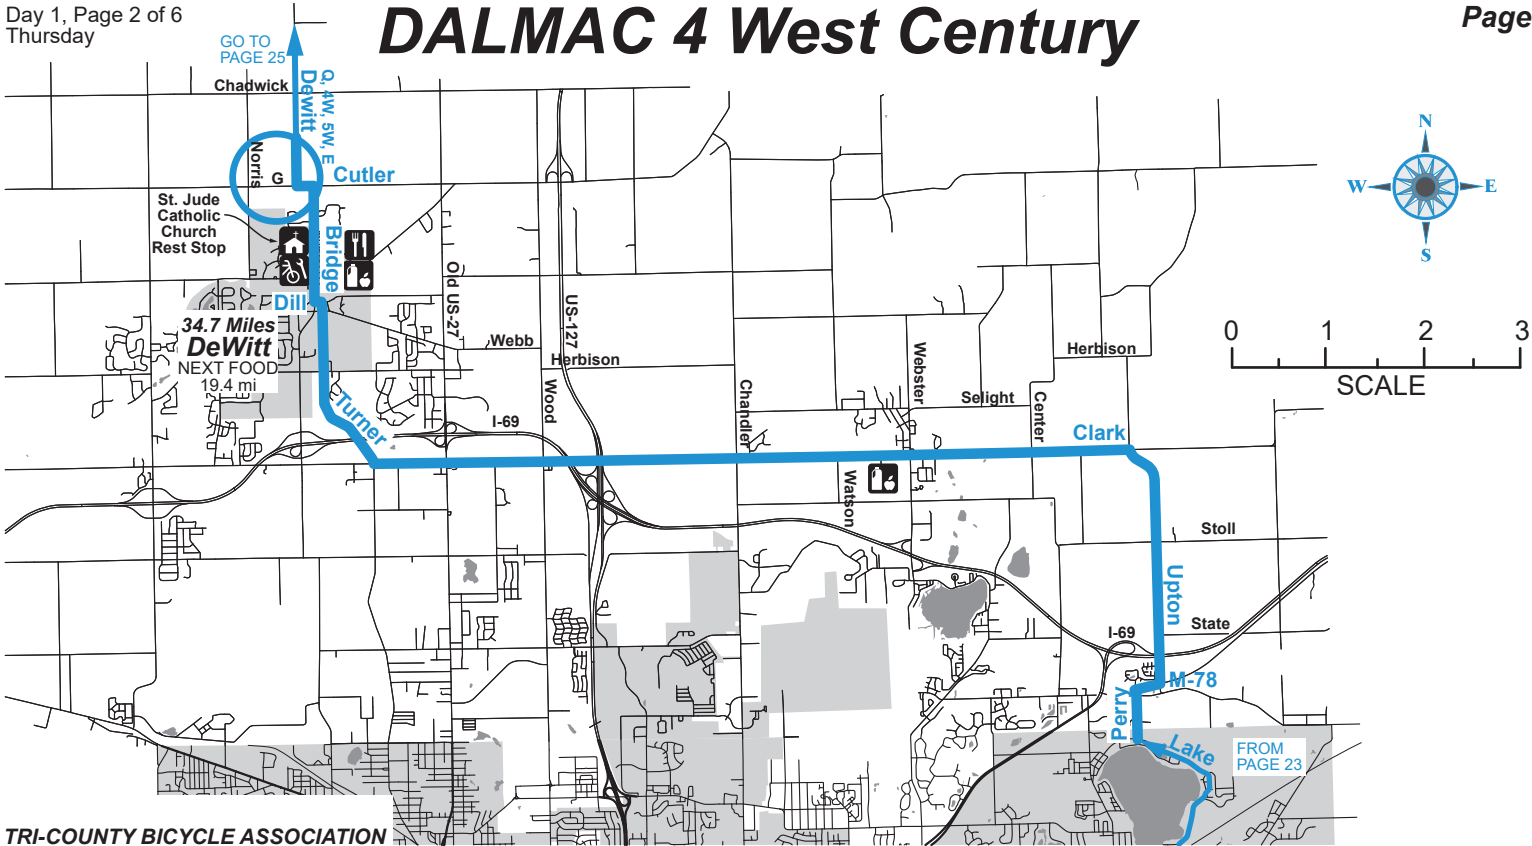 Day 1, Page 2 of 6
Thursday
DALMAC 4 West Century
Page
GO TO
PAGE 25
Chadwick
Dewitt
Q, 4W, 5W, E
Norris
G
Cutler
St. Jude
Catholic
Church
Rest Stop
Bridge
Dill
34.7 Miles
DeWitt
NEXT FOOD
19.4 mi
Old US-27
US-127
Webb
Herbison
Wood
Turner
I-69
Chandler
Webster
Selight
Center
Herbison
Clark
Watson
Stoll
Upton
State
I-69
M-78
Perry
Lake
FROM
PAGE 23
N
W
E
S
0 1 2 3
SCALE
TRI-COUNTY BICYCLE ASSOCIATION